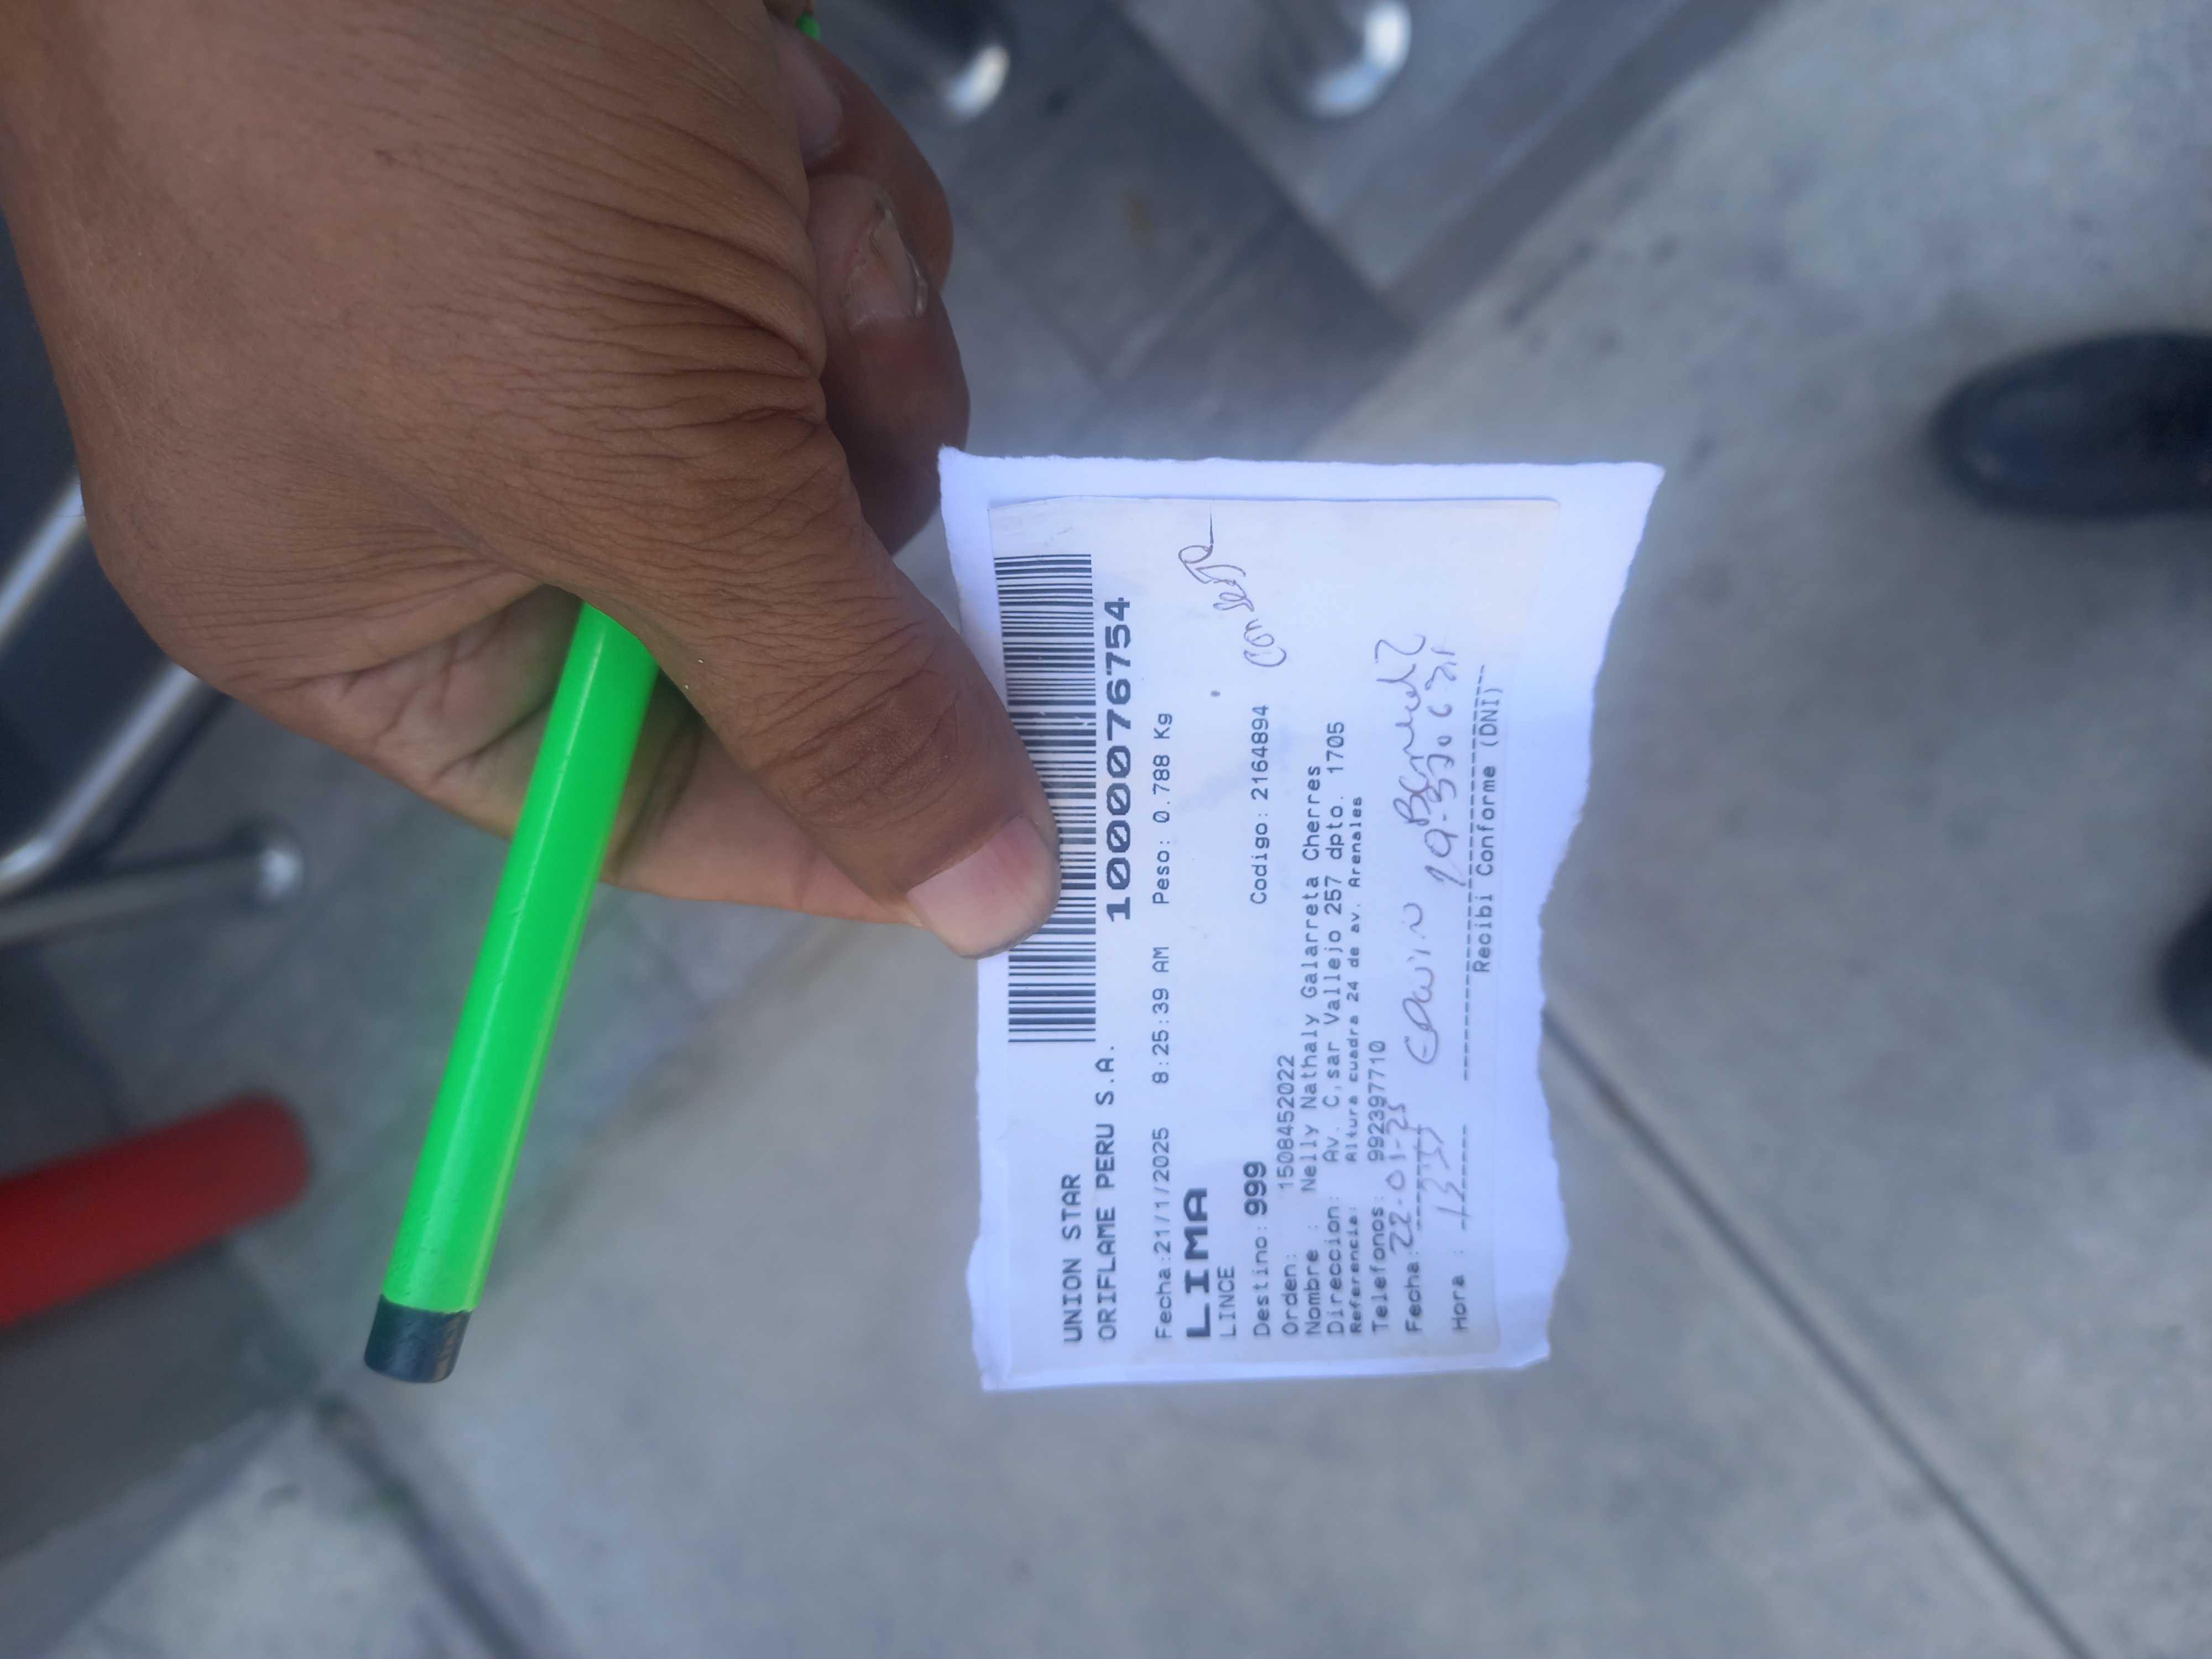 UNION STAR
ORIFLAME PERU S.A.
1000076754
Fecha:21/1/2025 8:25:39 AM Peso: 0.788 Kg
LIMA
LINCE
Destino: 999 Codigo: 2164894
Orden: 1508452022
Nombre : Nelly Nathaly Galarreta Cherres
Direccion: Av. C,sar Vallejo 257 dpto. 1705
Referencia: Altura cuadra 24 de av. Arenales
Telefonos: 992397710
Fecha: 22-01-25 Edwin
Hora :
Recibi Conforme (DNI)